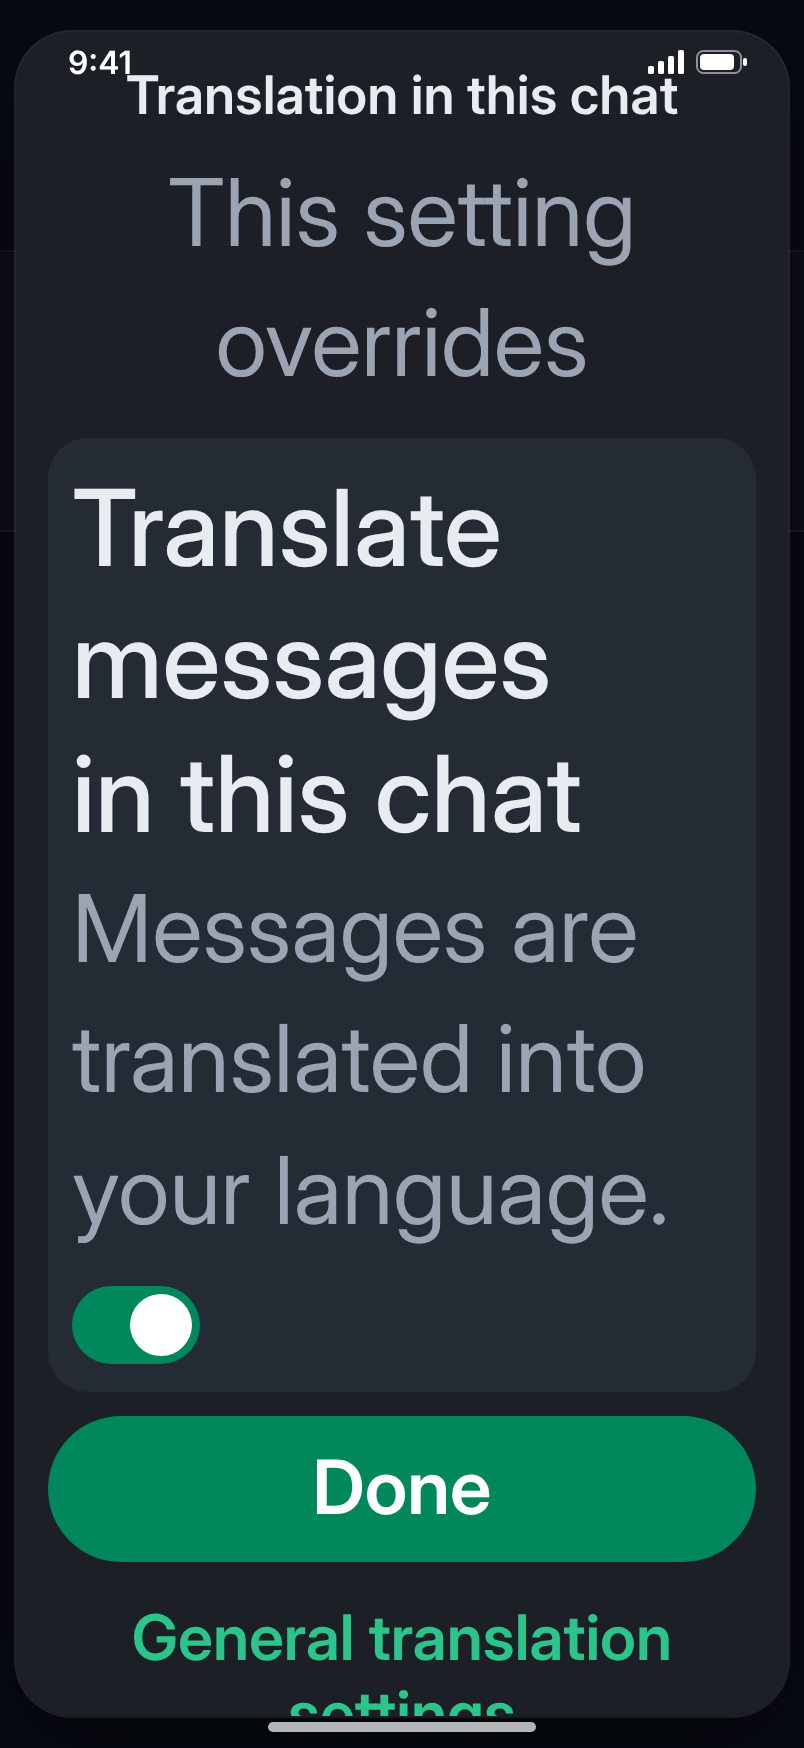 9:41
Translation in this chat
This setting
overrides
Translate
messages
in this chat
Messages are
translated into
your language.
Done
General translation
settings